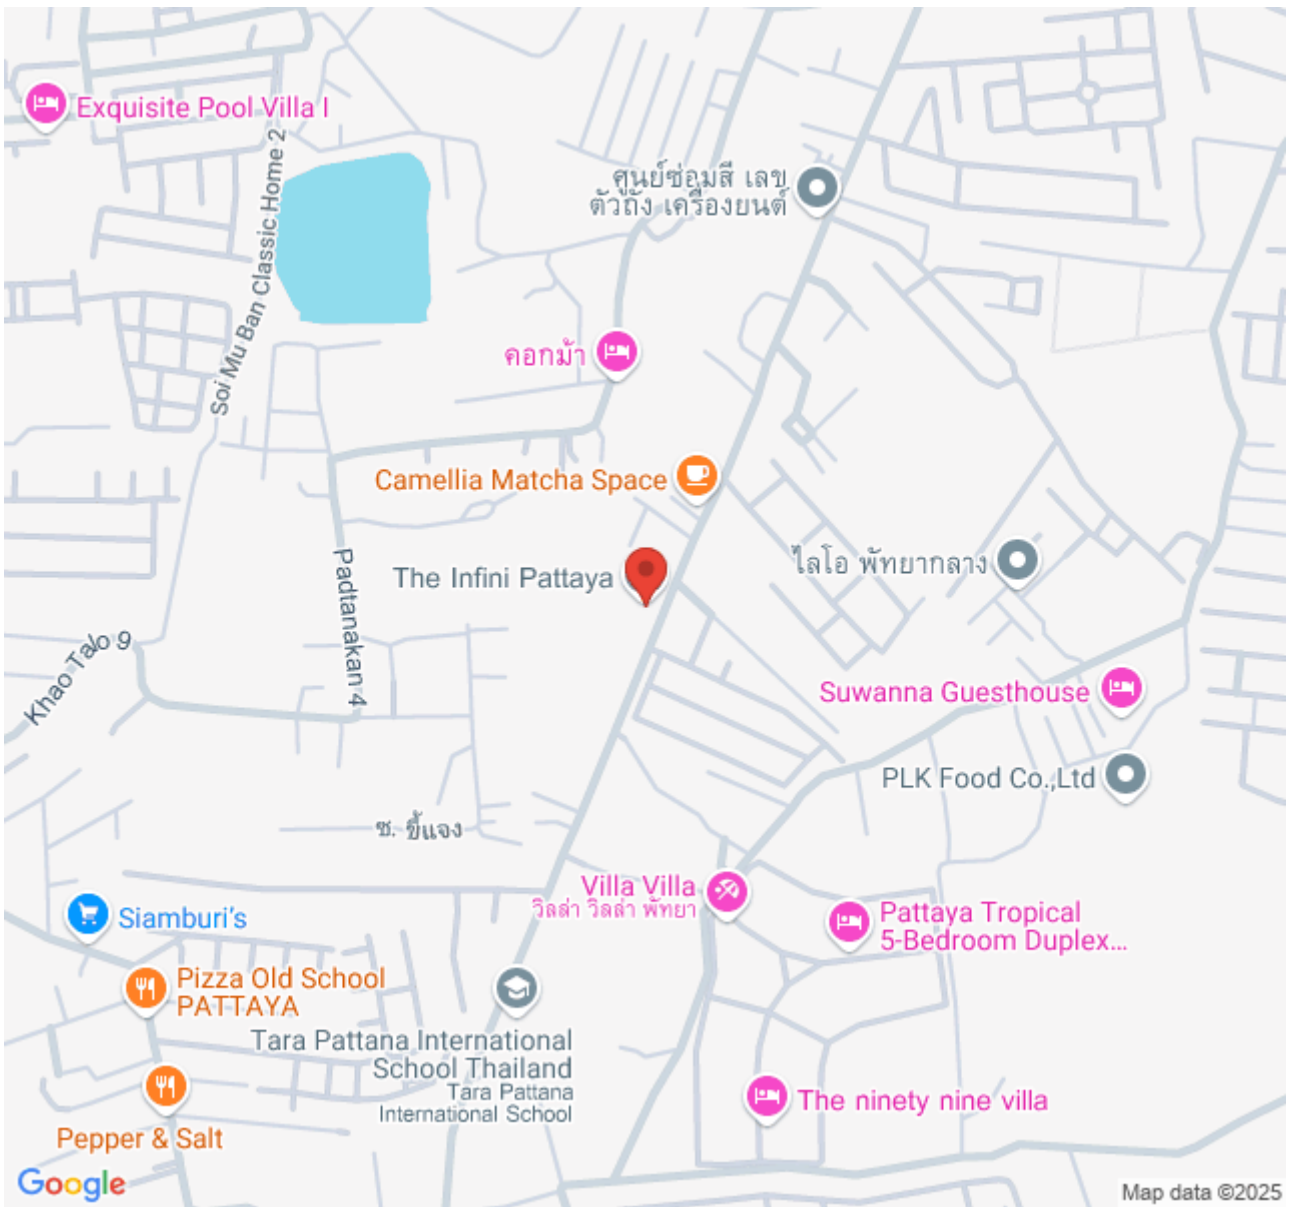 Exquisite Pool Villa I
Soi Mu Ban Classic Home 2
ศูนย์ซ่อมสี เลข
ตัวถัง เครื่องยนต์
คอกม้า
Camellia Matcha Space
The Infini Pattaya
ไลโอ พัทยากลาง
Padtanakan 4
Khao Talo 9
Suwanna Guesthouse
PLK Food Co.,Ltd
ซ. ขี้แจง
Villa Villa
วิลล่า วิลล่า พัทยา
Siamburi's
Pattaya Tropical
5-Bedroom Duplex...
Pizza Old School
PATTAYA
Tara Pattana International
School Thailand
Tara Pattana
International School
The ninety nine villa
Pepper & Salt
Google
Map data ©2025